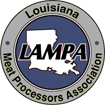 Louisiana
LAMPA
Meat Processors Association